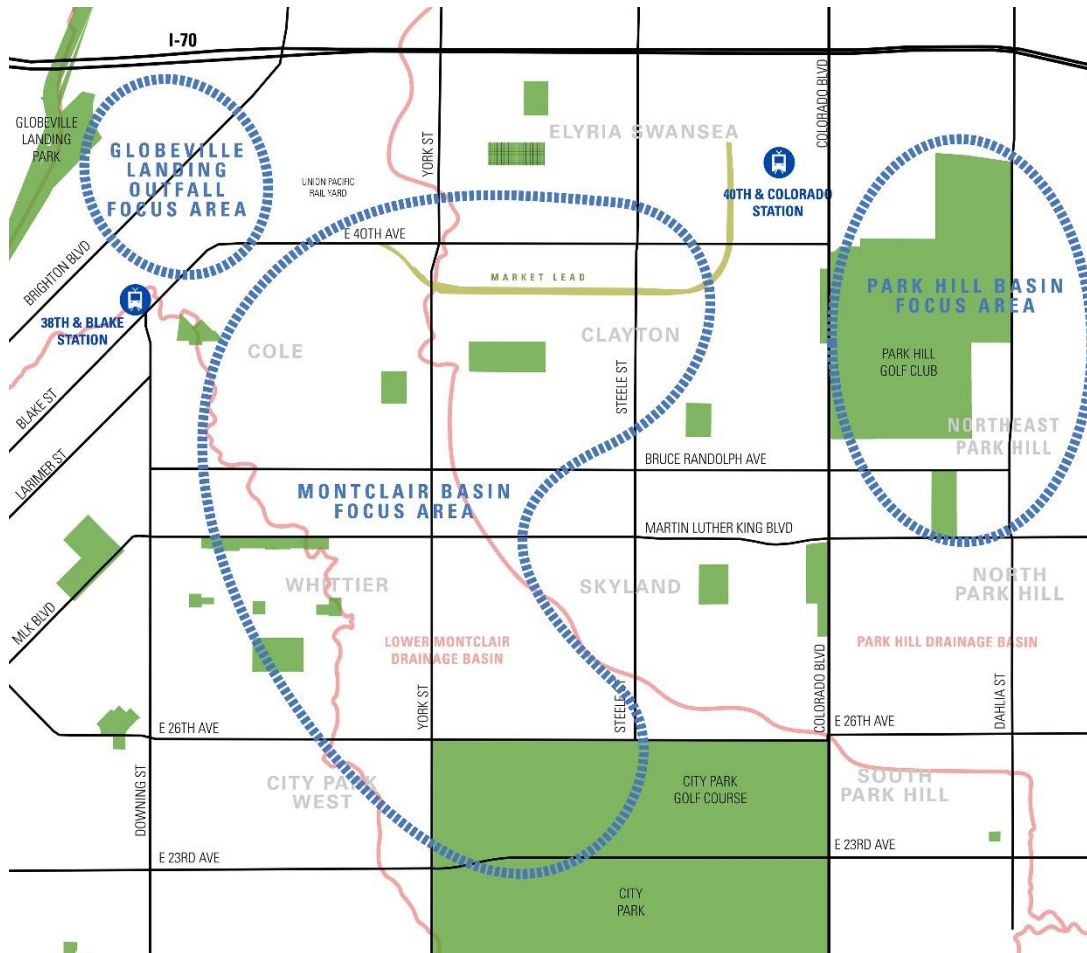 I-70
GLOBEVILLE
LANDING
PARK
GLOBEVILLE
LANDING
OUTFALL
FOCUS AREA
UNION PACIFIC
RAIL YARD
YORK ST
ELYRIA SWANSEA
COLORADO BLVD
40TH & COLORADO
STATION
BRIGHTON BLVD
E 40TH AVE
MARKET LEAD
PARK HILL BASIN
FOCUS AREA
38TH & BLAKE
STATION
COLE
CLAYTON
STEELE ST
PARK HILL
GOLF CLUB
BLAKE ST
LARIMER ST
NORTHEAST
PARK HILL
BRUCE RANDOLPH AVE
MONTCLAIR BASIN
FOCUS AREA
MARTIN LUTHER KING BLVD
WHITTIER
SKYLAND
NORTH
PARK HILL
MLK BLVD
LOWER MONTCLAIR
DRAINAGE BASIN
PARK HILL DRAINAGE BASIN
YORK ST
STEELE ST
COLORADO BLVD
DAHLIA ST
E 26TH AVE
E 26TH AVE
CITY PARK
WEST
CITY PARK
GOLF COURSE
SOUTH
PARK HILL
DOWNING ST
E 23RD AVE
E 23RD AVE
CITY
PARK